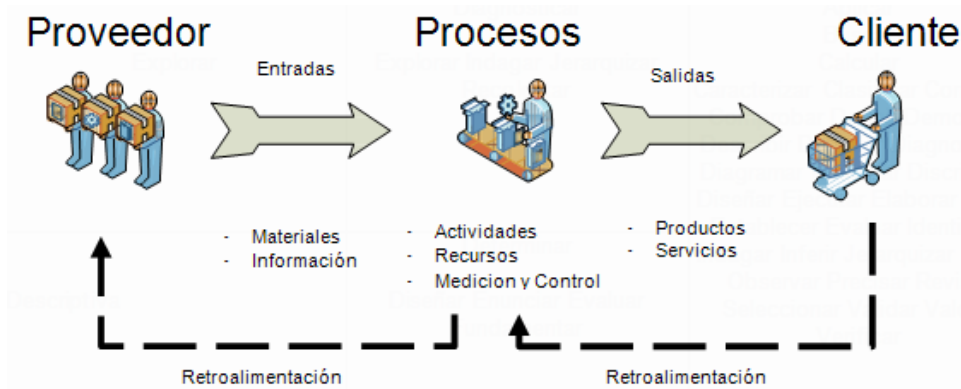 Proveedor
Procesos
Cliente
Entradas
Salidas
- Materiales
- Información
- Actividades
- Recursos
- Medicion y Control
- Productos
- Servicios
Retroalimentación
Retroalimentación